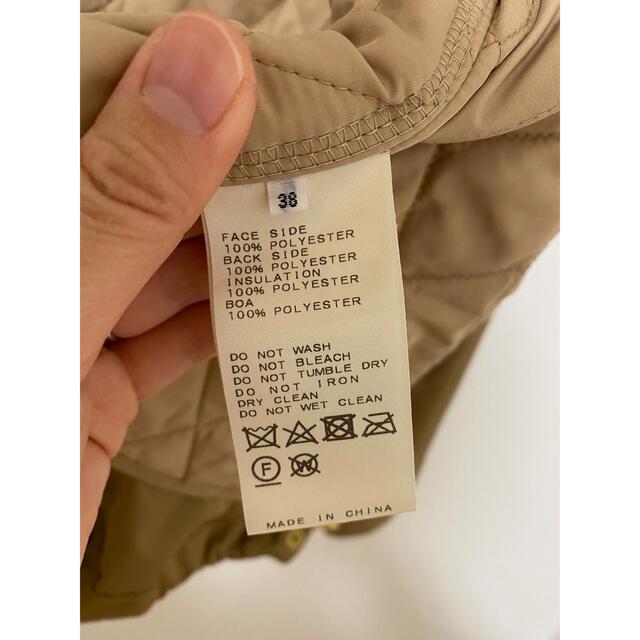 38
FACE SIDE
100% POLYESTER
BACK SIDE
100% POLYESTER
INSULATION
100% POLYESTER
BOA
100% POLYESTER
DO NOT WASH
DO NOT BLEACH
DO NOT TUMBLE DRY
DO NOT IRON
DRY CLEAN
DO NOT WET CLEAN
F W
MADE IN CHINA